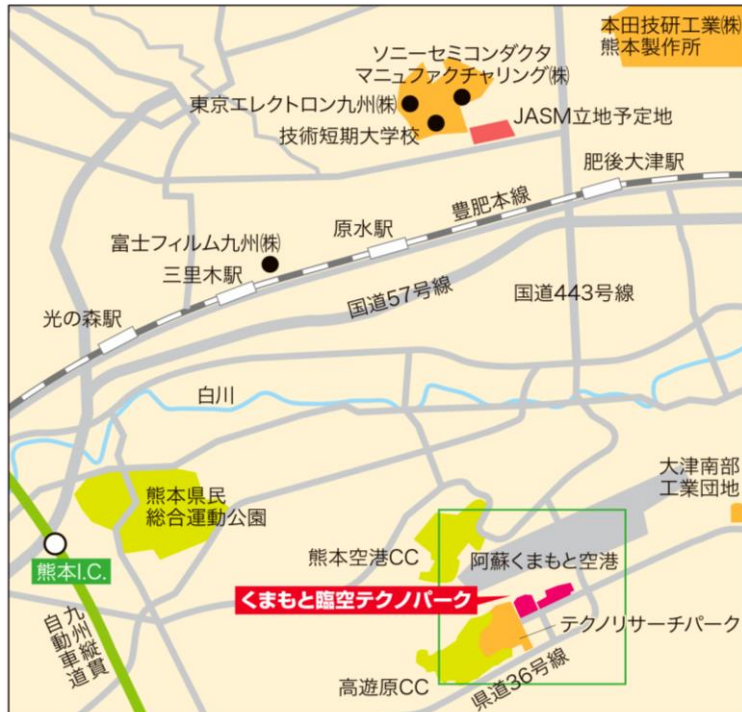 本田技研工業㈱
熊本製作所
ソニーセミコンダクタ
マニュファクチャリング㈱
東京エレクトロン九州㈱
技術短期大学校
JASM立地予定地
肥後大津駅
豊肥本線
原水駅
富士フィルム九州㈱
三里木駅
国道57号線
国道443号線
光の森駅
白川
大津南部
工業団地
熊本県民
総合運動公園
熊本空港CC
阿蘇くまもと空港
熊本I.C.
くまもと臨空テクノパーク
テクノリサーチパーク
九州縦貫
自動車道
高遊原CC
県道36号線